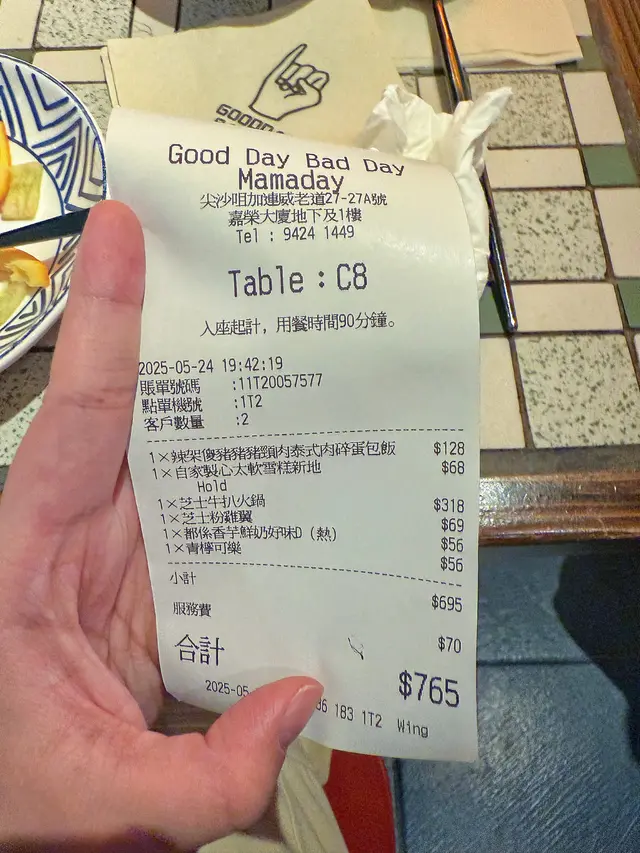 GOODD
Good Day Bad Day
Mamaday
尖沙咀加連威老道27-27A號
嘉榮大廈地下及1樓
Tel : 9424 1449
Table : C8
入座起計，用餐時間90分鐘。
2025-05-24 19:42:19
賬單號碼 :11T20057577
點單機號 :1T2
客戶數量 :2
1×辣架傻豬豬豬頸肉泰式肉碎蛋包飯 $128
1×自家製心太軟雪糕新地 $68
Hold
1×芝士牛扒火鍋 $318
1×芝士粉雞翼 $69
1×都係香芋鮮奶好味D (熱) $56
1×青檸可樂 $56
小計 $695
服務費 $70
合計 $765
2025-05 36 183 1T2 Wing